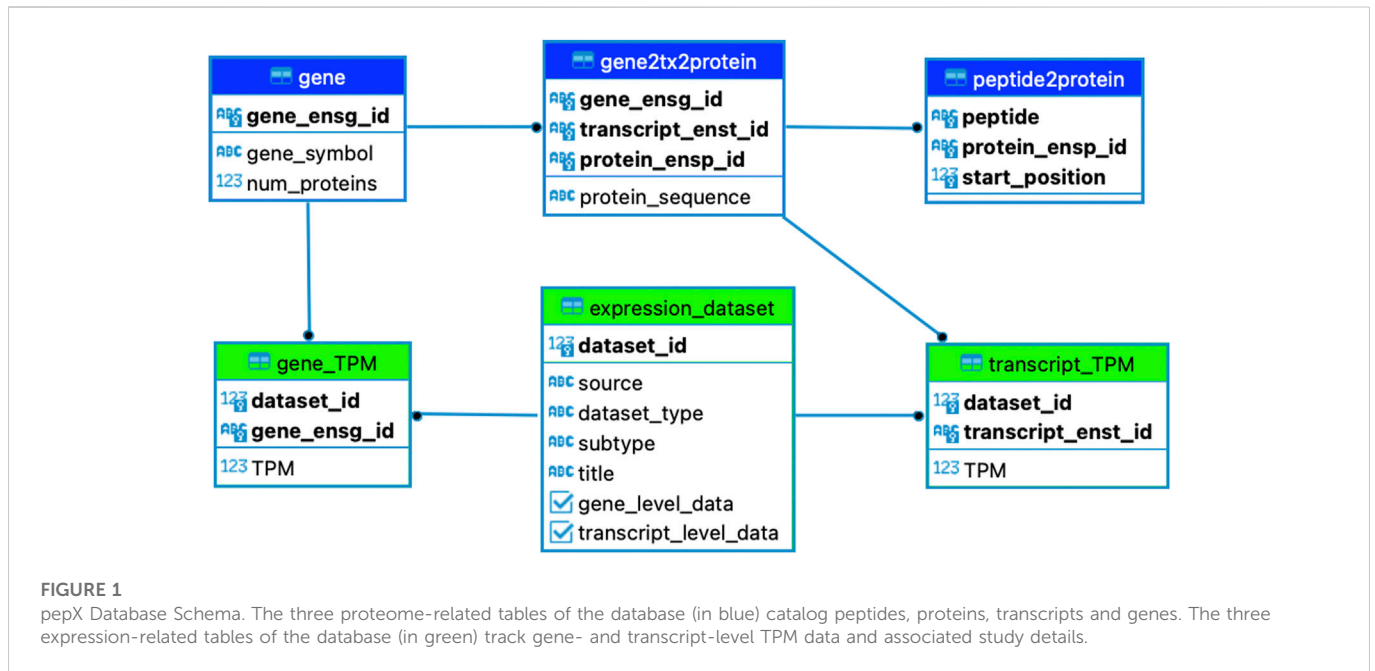 gene
gene_ensg_id
gene_symbol
num_proteins
gene2tx2protein
gene_ensg_id
transcript_enst_id
protein_ensp_id
protein_sequence
peptide2protein
peptide
protein_ensp_id
start_position
gene_TPM
dataset_id
gene_ensg_id
TPM
expression_dataset
dataset_id
source
dataset_type
subtype
title
gene_level_data
transcript_level_data
transcript_TPM
dataset_id
transcript_enst_id
TPM
FIGURE 1
pepX Database Schema. The three proteome-related tables of the database (in blue) catalog peptides, proteins, transcripts and genes. The three
expression-related tables of the database (in green) track gene- and transcript-level TPM data and associated study details.